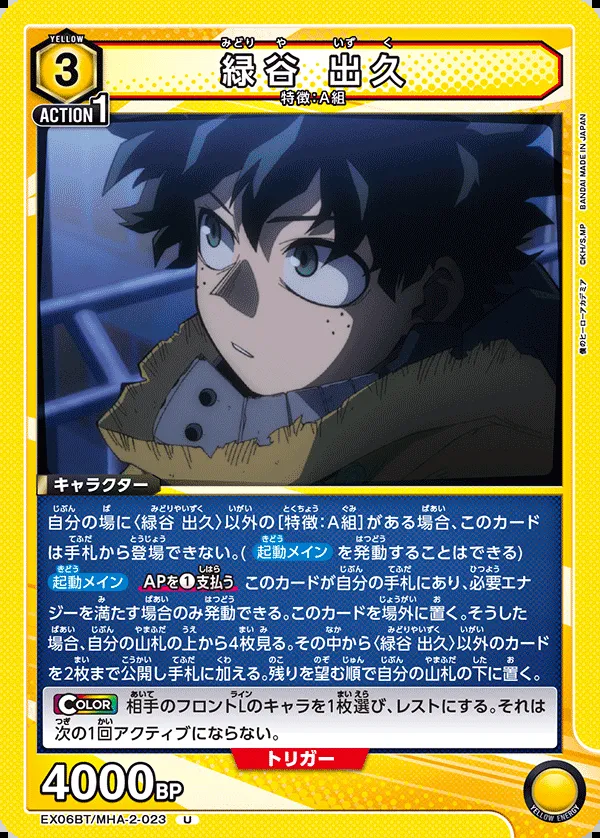 YELLOW
3
ACTION 1
みどり や いず く
緑谷 出久
特徴:A組
BANDAI MADE IN JAPAN
©KH/S,MP
僕のヒーローアカデミア
キャラクター
自分の場に〈緑谷 出久〉以外の[特徴:A組]がある場合、このカード
は手札から登場できない。( 起動メイン を発動することはできる)
起動メイン APを1支払う このカードが自分の手札にあり、必要エナ
ジーを満たす場合のみ発動できる。このカードを場外に置く。そうした
場合、自分の山札の上から4枚見る。その中から〈緑谷 出久〉以外のカード
を2枚まで公開し手札に加える。残りを望む順で自分の山札の下に置く。
COLOR 相手のフロントLのキャラを1枚選び、レストにする。それは
次の1回アクティブにならない。
トリガー
4000BP
YELLOW ENERGY
EX06BT/MHA-2-023 U